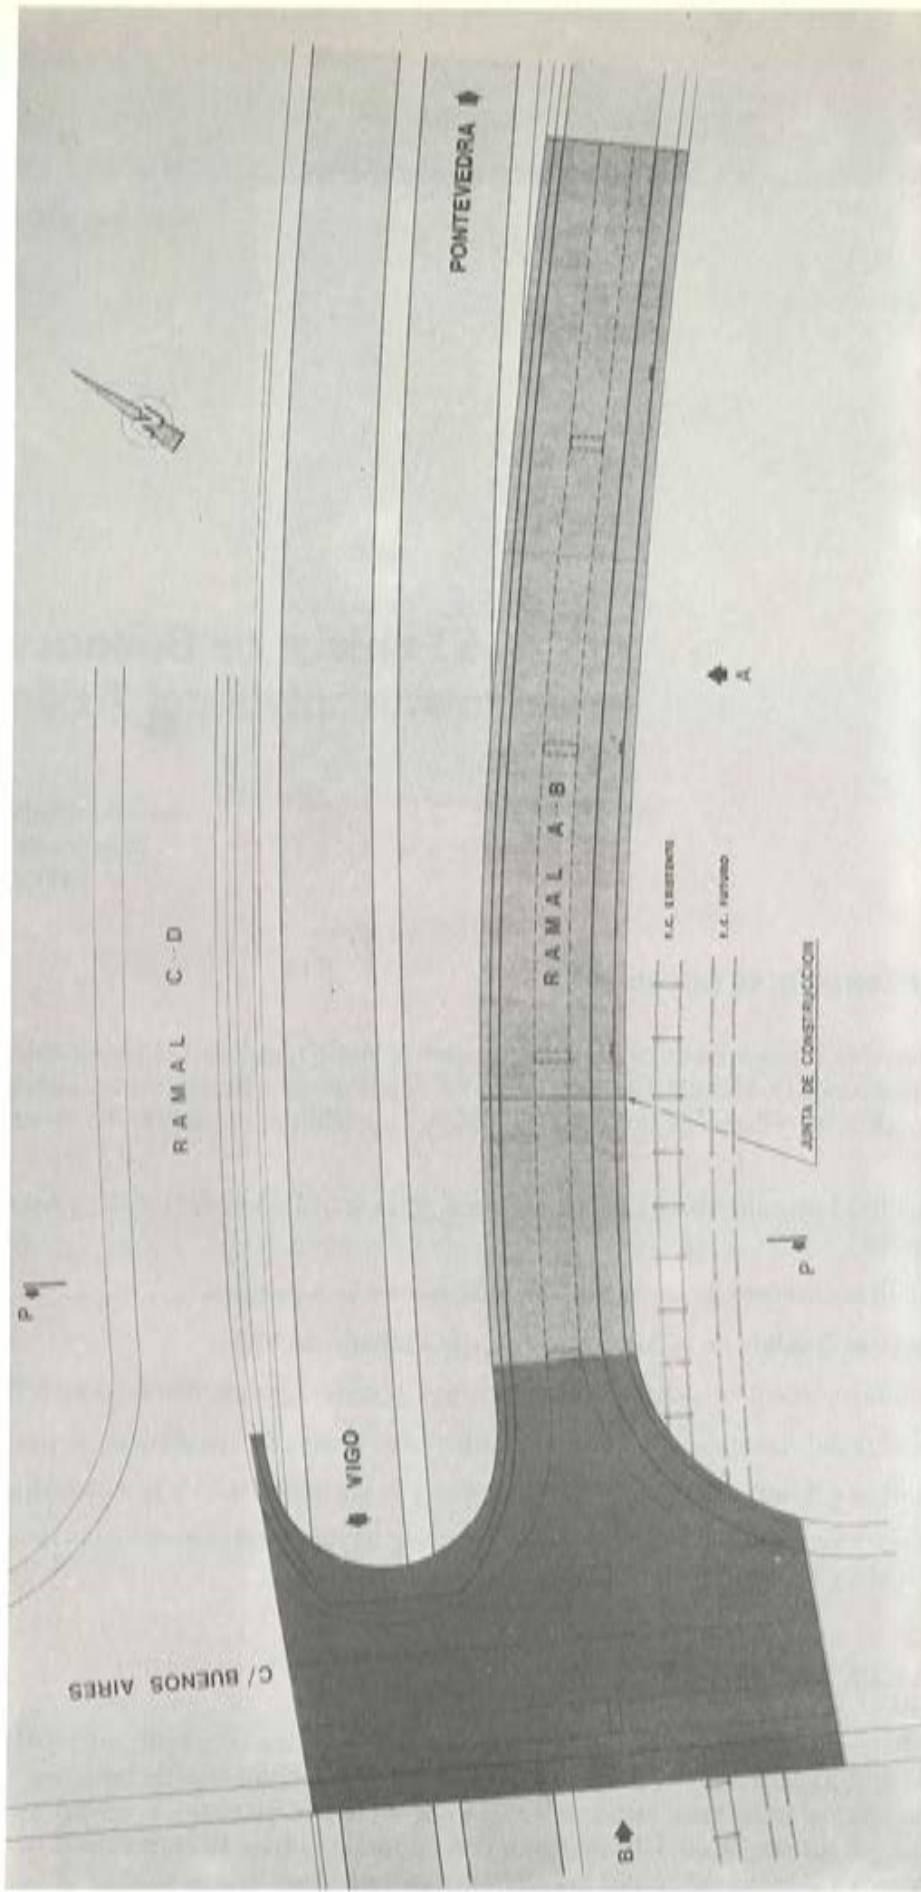 PONTEVEDRA
RAMAL A-B
A
F.C. EXISTENTE
F.C. FUTURO
JUNTA DE CONSTRUCCION
RAMAL C-D
P
P
VIGO
C/ BUENOS AIRES
B